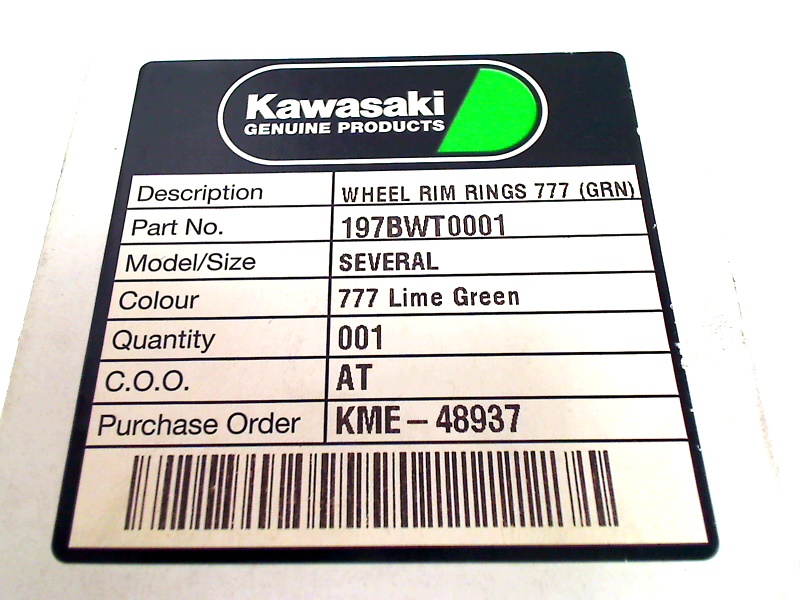 Kawasaki
GENUINE PRODUCTS
Description WHEEL RIM RINGS 777 (GRN)
Part No. 197BWT0001
Model/Size SEVERAL
Colour 777 Lime Green
Quantity 001
C.O.O. AT
Purchase Order KME-48937